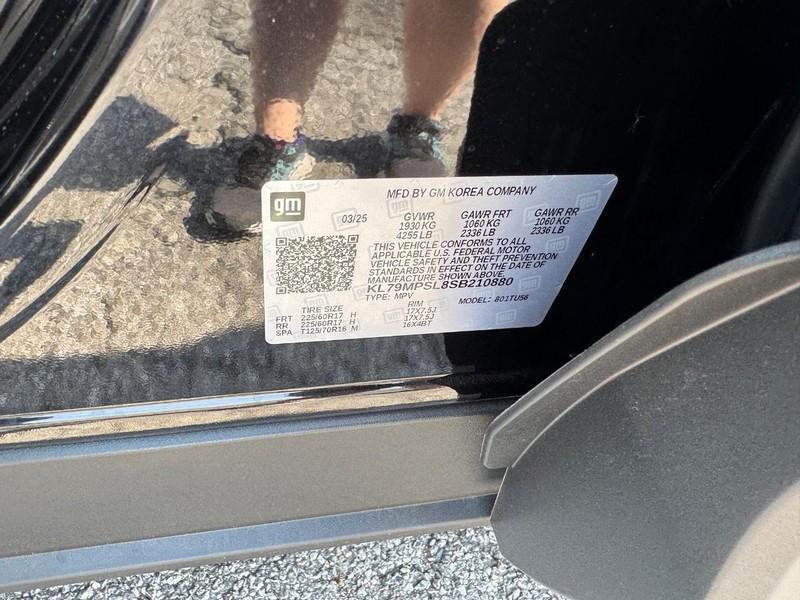 gm
MFD BY GM KOREA COMPANY
03/25 GVWR GAWR FRT GAWR RR
1930 KG 1060 KG 1060 KG
4255 LB 2336 LB 2336 LB
THIS VEHICLE CONFORMS TO ALL
APPLICABLE U.S. FEDERAL MOTOR
VEHICLE SAFETY AND THEFT PREVENTION
STANDARDS IN EFFECT ON THE DATE OF
MANUFACTURE SHOWN ABOVE.
KL79MPSL8SB210880
TYPE: MPV MODEL: 801TU56
TIRE SIZE RIM
FRT 225/60R17 H 17X7.5J
RR 225/60R17 H 17X7.5J
SPA T125/70R16 M 16X4BT